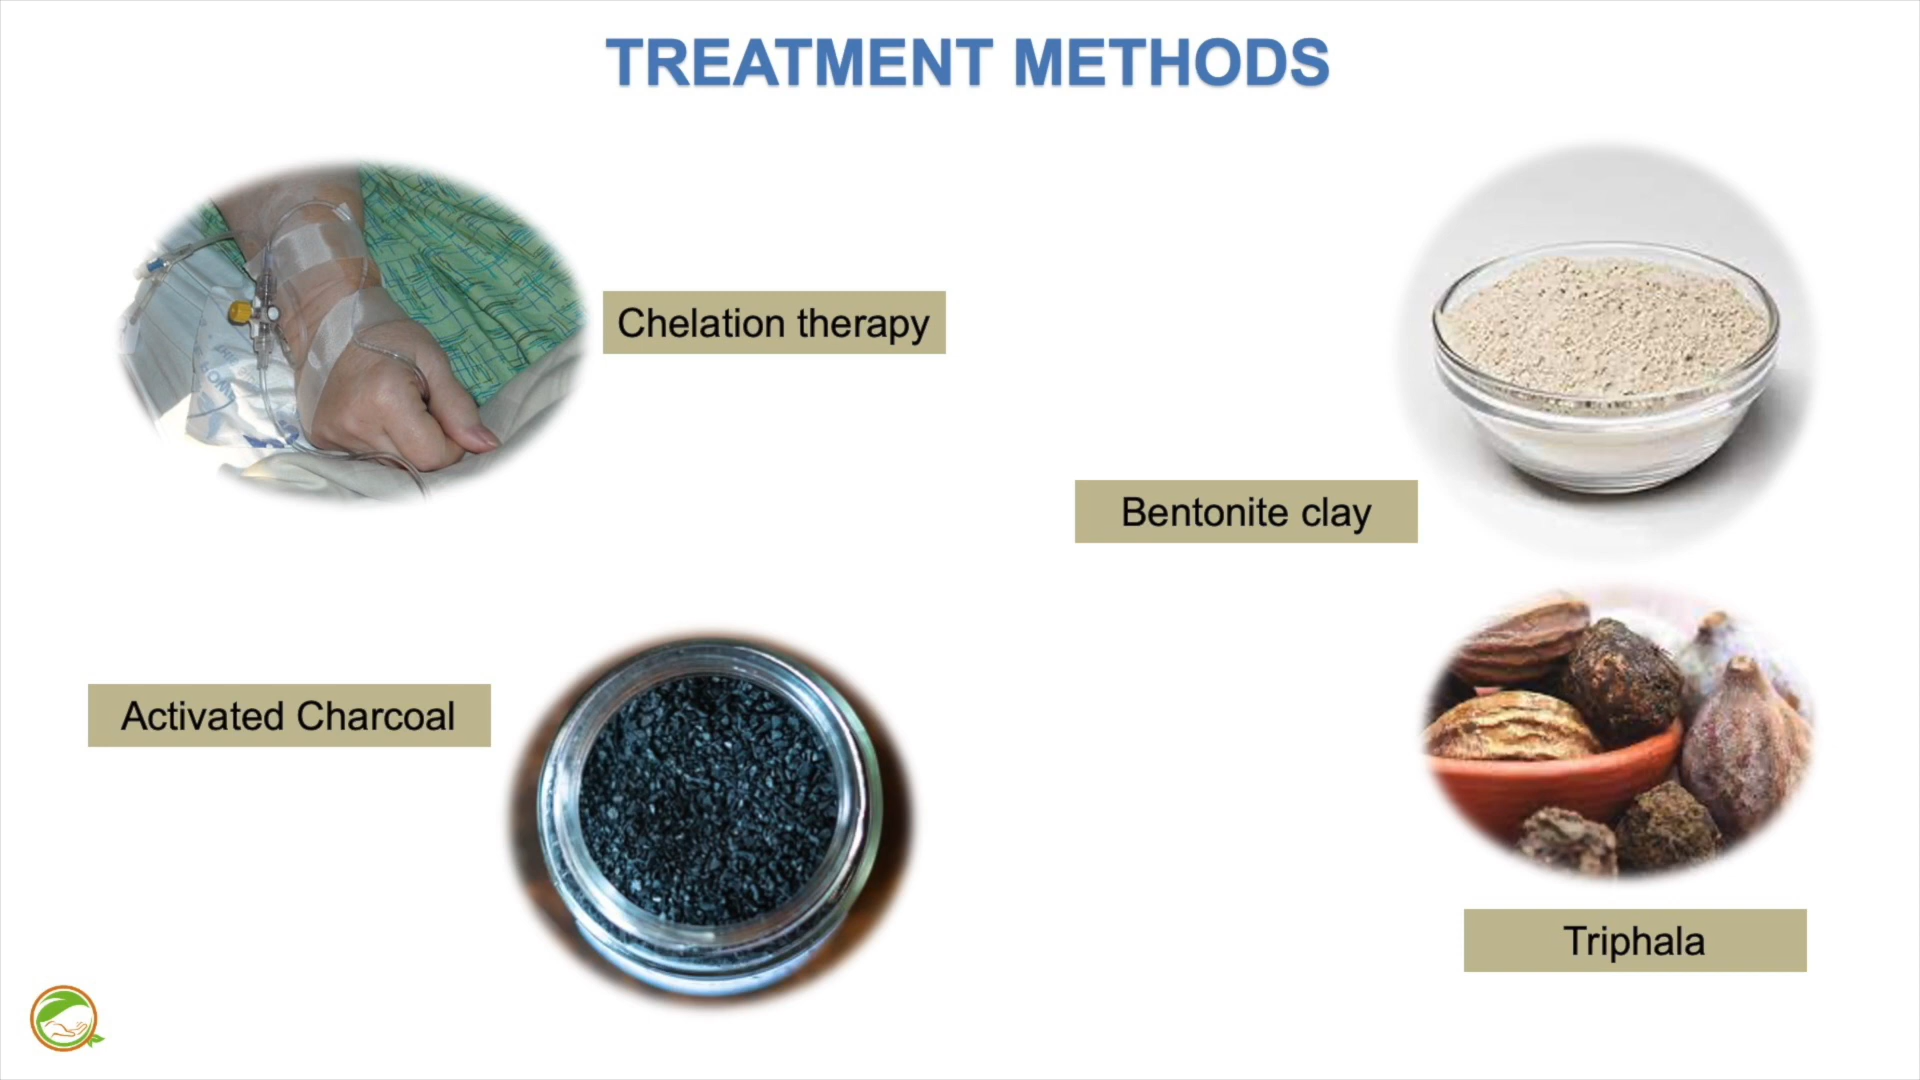 TREATMENT METHODS
Chelation therapy
Bentonite clay
Activated Charcoal
Triphala